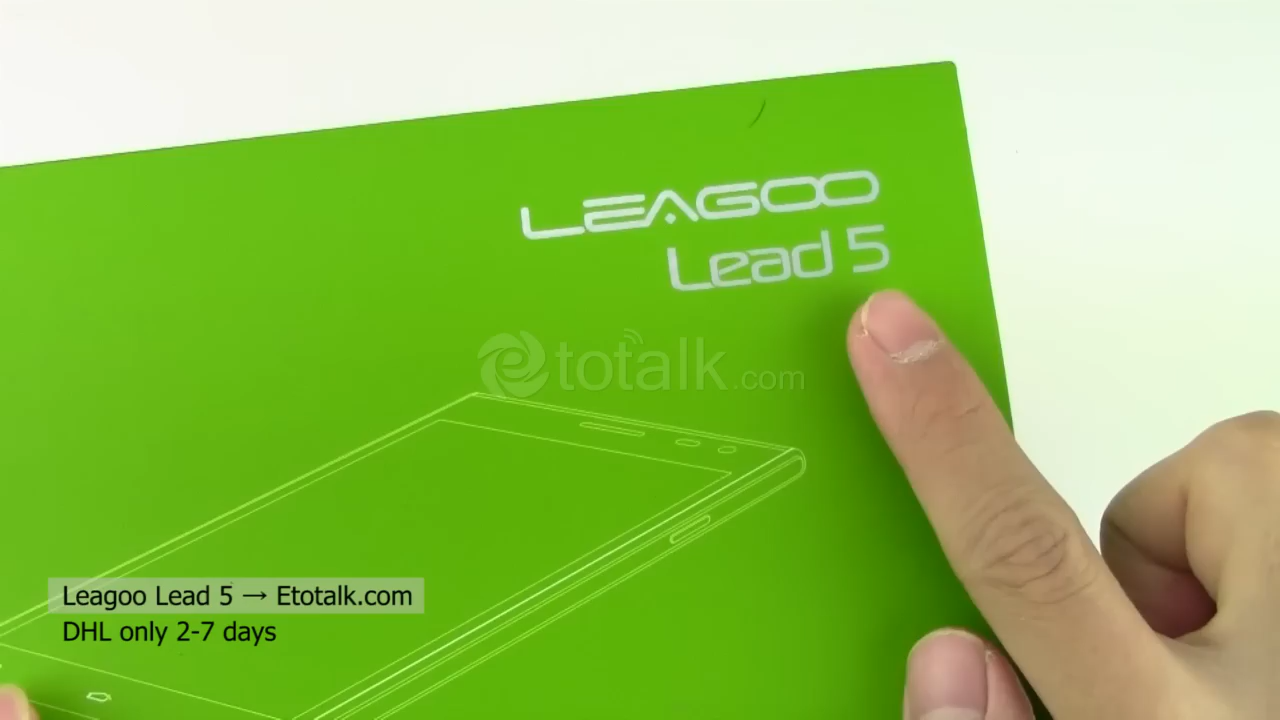 LEAGOO
Lead 5
etotalk.com
Leagoo Lead 5 → Etotalk.com
DHL only 2-7 days